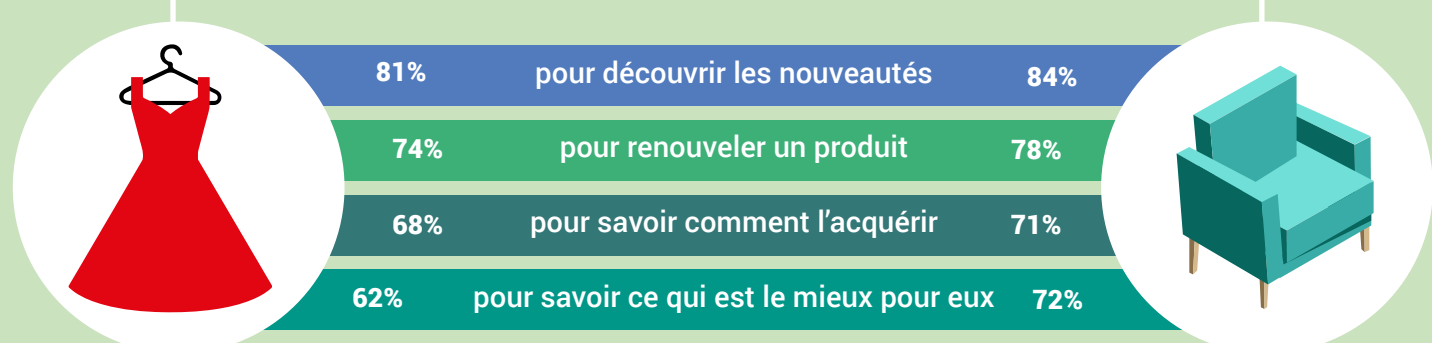 81% pour découvrir les nouveautés 84%
74% pour renouveler un produit 78%
68% pour savoir comment l'acquérir 71%
62% pour savoir ce qui est le mieux pour eux 72%